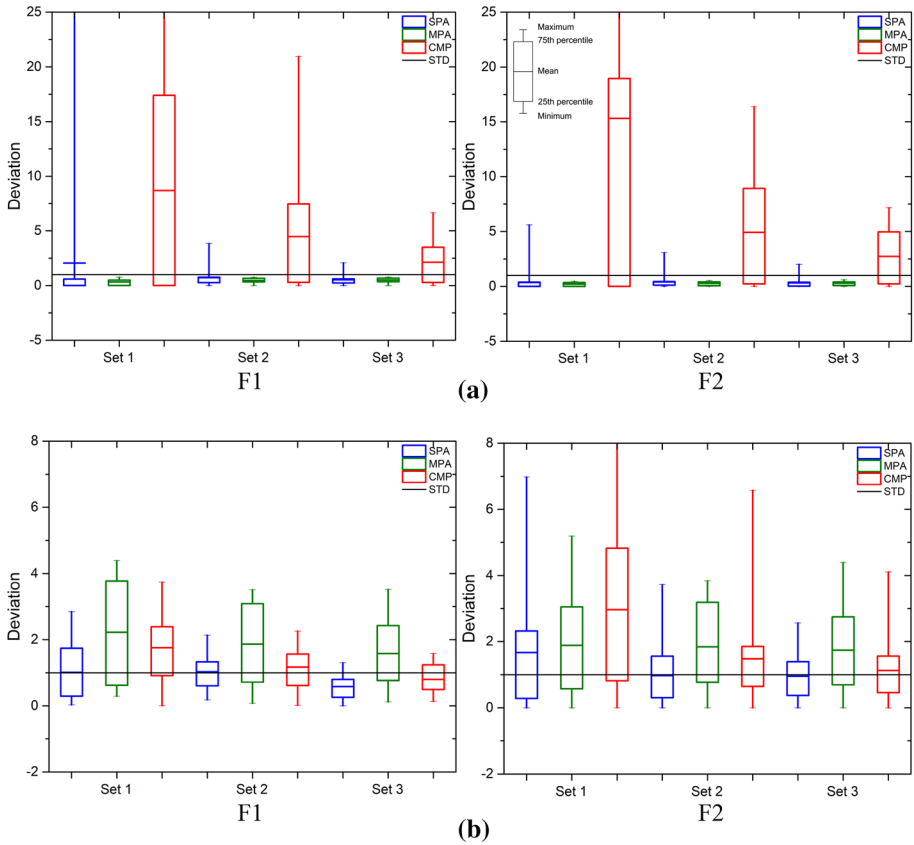 25
20
15
10
5
0
-5
Deviation
SPA
MPA
CMP
STD
Set 1
Set 2
Set 3
F1
25
20
15
10
5
0
-5
Deviation
Maximum
75th percentile
Mean
25th percentile
Minimum
SPA
MPA
CMP
STD
Set 1
Set 2
Set 3
F2
(a)
8
6
4
2
0
-2
Deviation
SPA
MPA
CMP
STD
Set 1
Set 2
Set 3
F1
8
6
4
2
0
-2
Deviation
SPA
MPA
CMP
STD
Set 1
Set 2
Set 3
F2
(b)